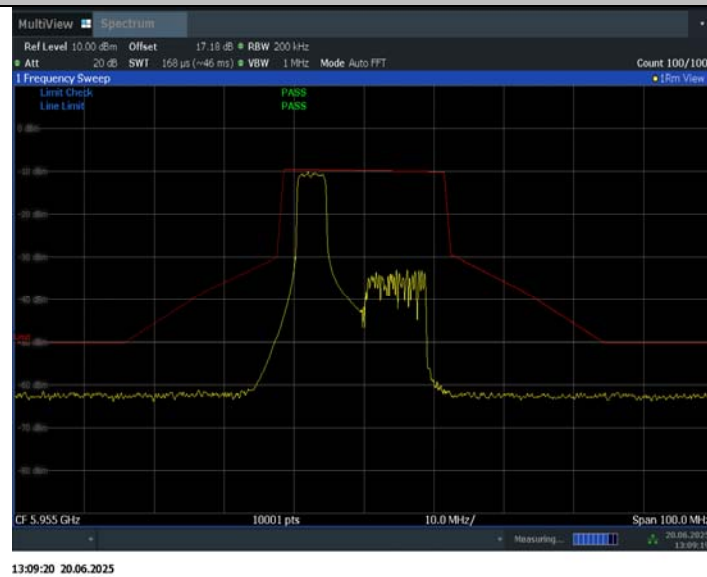 MultiView Spectrum
Ref Level 10.00 dBm Offset 17.18 dB RBW 200 kHz
Att 20 dB SWT 168 µs (~46 ms) VBW 1 MHz Mode Auto FFT Count 100/100
1 Frequency Sweep 1Rm View
Limit Check PASS
Line Limit PASS
0 dBm
-10 dBm
-20 dBm
-30 dBm
-40 dBm
-60 dBm
-70 dBm
-80 dBm
CF 5.955 GHz 10001 pts 10.0 MHz/ Span 100.0 MHz
Measuring... 20.06.2025
13:09:19
13:09:20 20.06.2025